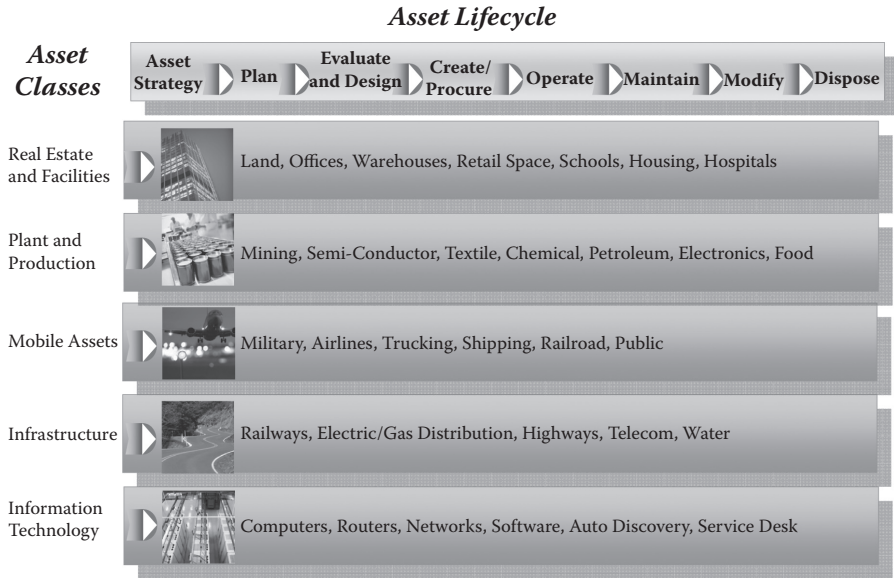 Asset Lifecycle
Asset
Classes
Asset
Strategy
Plan
Evaluate
and Design
Create/
Procure
Operate
Maintain
Modify
Dispose
Real Estate
and Facilities
Land, Offices, Warehouses, Retail Space, Schools, Housing, Hospitals
Plant and
Production
Mining, Semi-Conductor, Textile, Chemical, Petroleum, Electronics, Food
Mobile Assets
Military, Airlines, Trucking, Shipping, Railroad, Public
Infrastructure
Railways, Electric/Gas Distribution, Highways, Telecom, Water
Information
Technology
Computers, Routers, Networks, Software, Auto Discovery, Service Desk